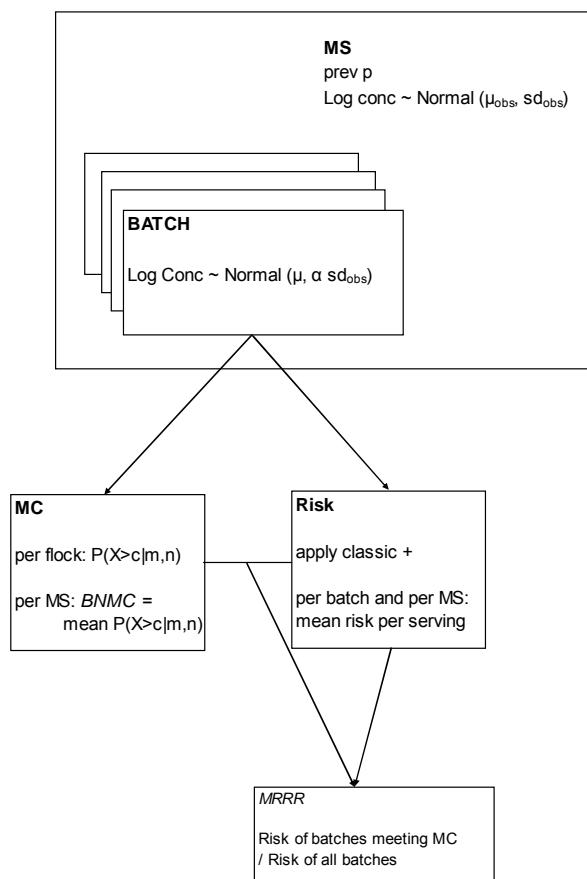 MS
prev p
Log conc ~ Normal (μobs, sdobs)
BATCH
Log Conc ~ Normal (μ, α sdobs)
MC
per flock: P(X>c|m,n)
per MS: BNMC =
mean P(X>c|m,n)
Risk
apply classic +
per batch and per MS:
mean risk per serving
MRRR
Risk of batches meeting MC
/ Risk of all batches